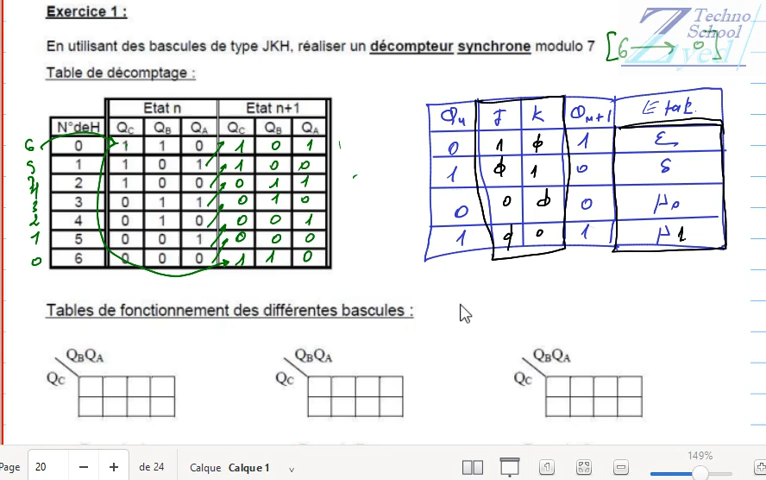 Exercice 1 :
Techno
School
Zyed
En utilisant des bascules de type JKH, réaliser un décompteur synchrone modulo 7 [6 → 0]
Table de décomptage :
Etat n Etat n+1
N°deH QC QB QA QC QB QA
6 0 1 1 0 1 0 1
5 1 1 0 1 1 0 0
4 2 1 0 0 0 1 1
3 3 0 1 1 0 1 0
2 4 0 1 0 0 0 1
1 5 0 0 1 0 0 0
0 6 0 0 0 1 1 0
Qn J K Qn+1 Etat
0 1 ϕ 1 ε
1 ϕ 1 0 δ
0 0 ϕ 0 μ0
1 ϕ 0 1 μ1
Tables de fonctionnement des différentes bascules :
QBQA QBQA QBQA
QC QC QC
Page 20 − + de 24 Calque Calque 1 149%